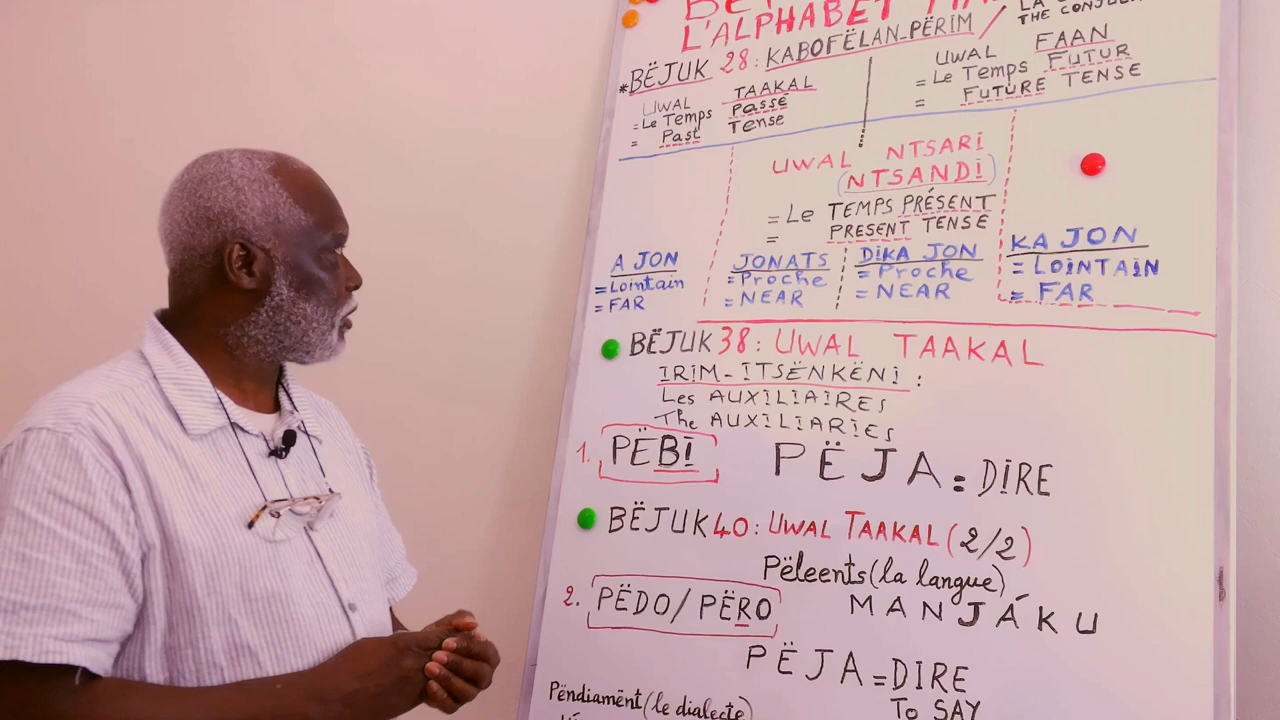 L'ALPHABET
THE
*BËJUK 28: KABOFËLAN-PËRIM /
UWAL TAAKAL
= Le Temps Passé
= Past Tense
UWAL FAAN
= Le Temps FUTUR
= FUTURE TENSE
UWAL NTSARI
(NTSANDI)
= Le TEMPS PRÉSENT
= PRESENT TENSE
A JON
= Lointain
= FAR
JONATS
= Proche
= NEAR
DIKA JON
= Proche
= NEAR
KA JON
= LOINTAIN
= FAR
BËJUK 38: UWAL TAAKAL
IRIM-ITSËNKËNI :
Les AUXILIAIRES
The AUXILIARIES
1. PËBI PËJA = DIRE
BËJUK 40: UWAL TAAKAL (2/2)
Pëleents (la langue)
MANJÁKU
2. PËDO/PËRO
PËJA = DIRE
To SAY
Pëndiamënt (le dialecte)